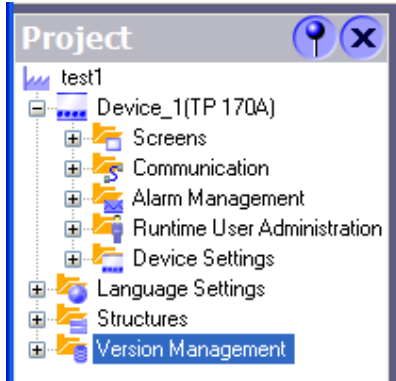 Project
test1
Device_1(TP 170A)
Screens
Communication
Alarm Management
Runtime User Administration
Device Settings
Language Settings
Structures
Version Management